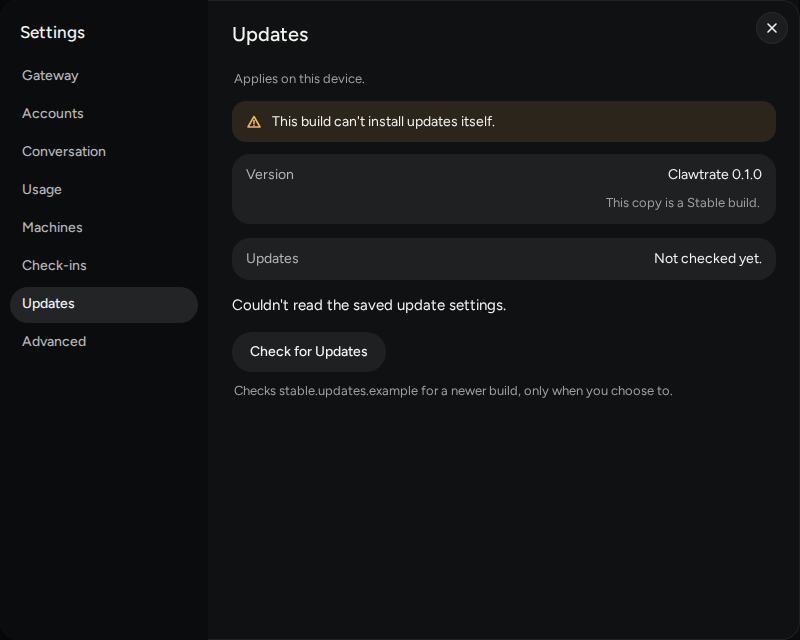 Settings
Gateway
Accounts
Conversation
Usage
Machines
Check-ins
Updates
Advanced
Updates
Applies on this device.
This build can't install updates itself.
Version
Clawtrate 0.1.0
This copy is a Stable build.
Updates
Not checked yet.
Couldn't read the saved update settings.
Check for Updates
Checks stable.updates.example for a newer build, only when you choose to.